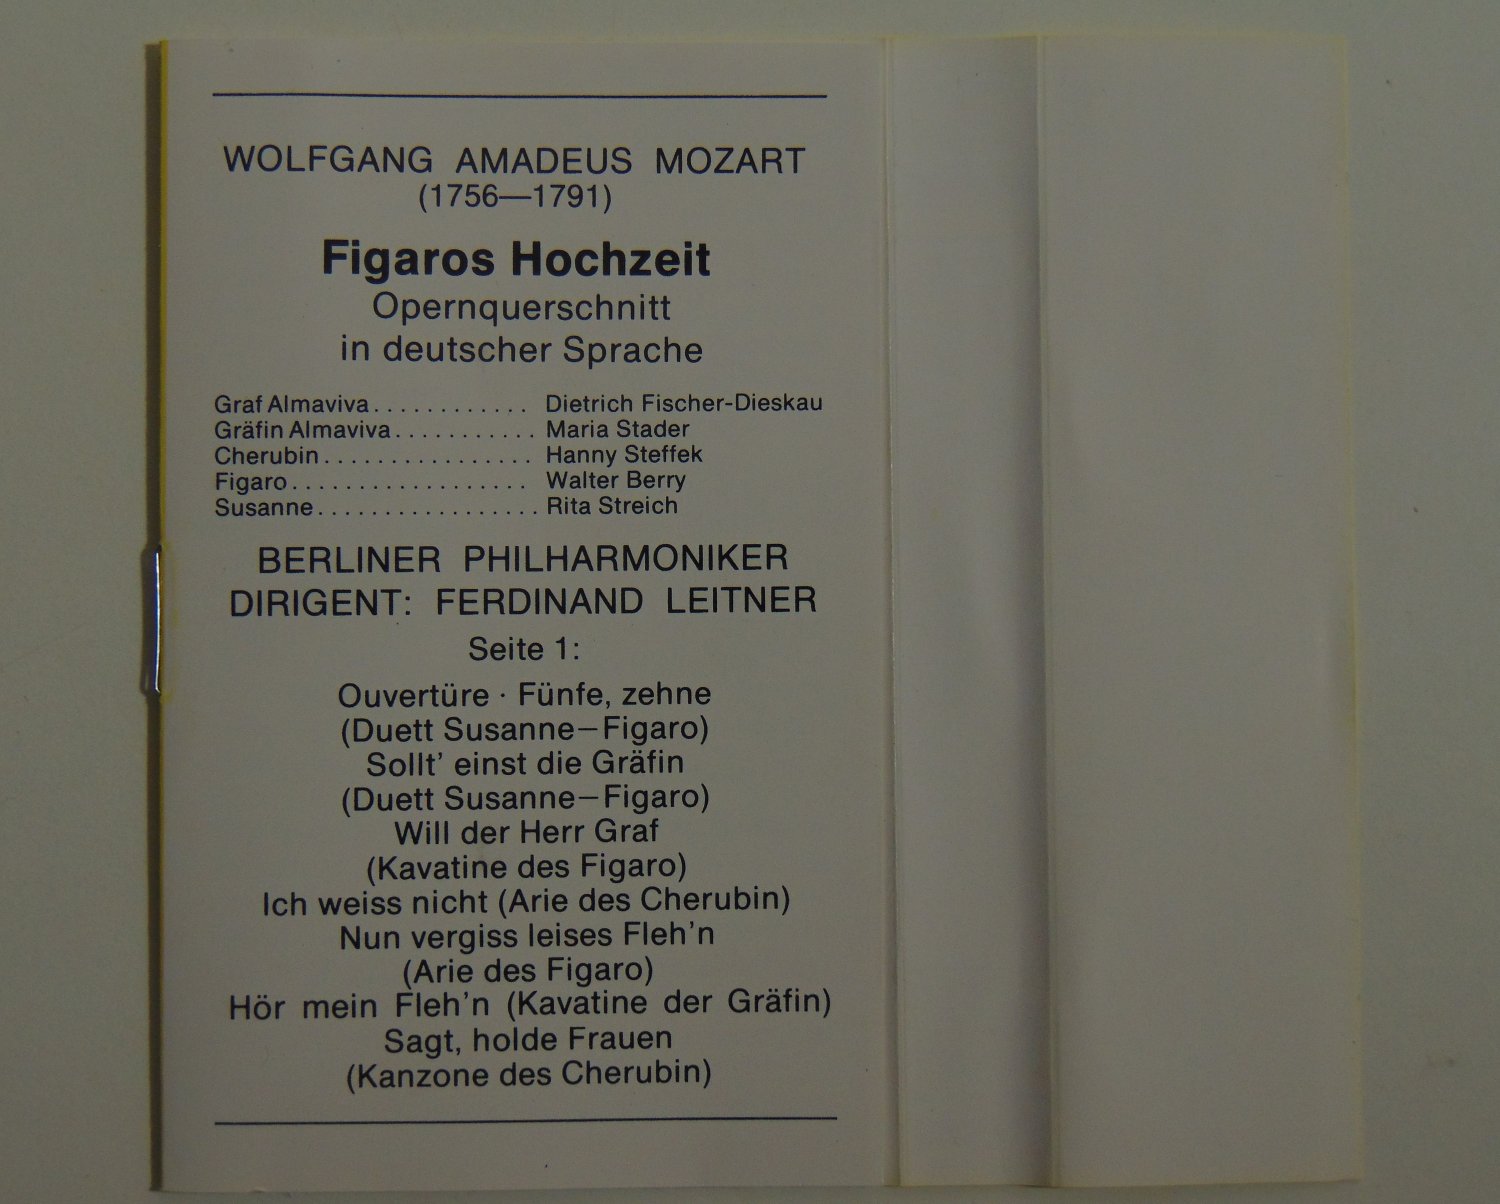 WOLFGANG AMADEUS MOZART
(1756—1791)
Figaros Hochzeit
Opernquerschnitt
in deutscher Sprache
Graf Almaviva............ Dietrich Fischer-Dieskau
Gräfin Almaviva........... Maria Stader
Cherubin................ Hanny Steffek
Figaro.................. Walter Berry
Susanne................. Rita Streich
BERLINER PHILHARMONIKER
DIRIGENT: FERDINAND LEITNER
Seite 1:
Ouvertüre · Fünfe, zehne
(Duett Susanne—Figaro)
Sollt' einst die Gräfin
(Duett Susanne—Figaro)
Will der Herr Graf
(Kavatine des Figaro)
Ich weiss nicht (Arie des Cherubin)
Nun vergiss leises Fleh'n
(Arie des Figaro)
Hör mein Fleh'n (Kavatine der Gräfin)
Sagt, holde Frauen
(Kanzone des Cherubin)